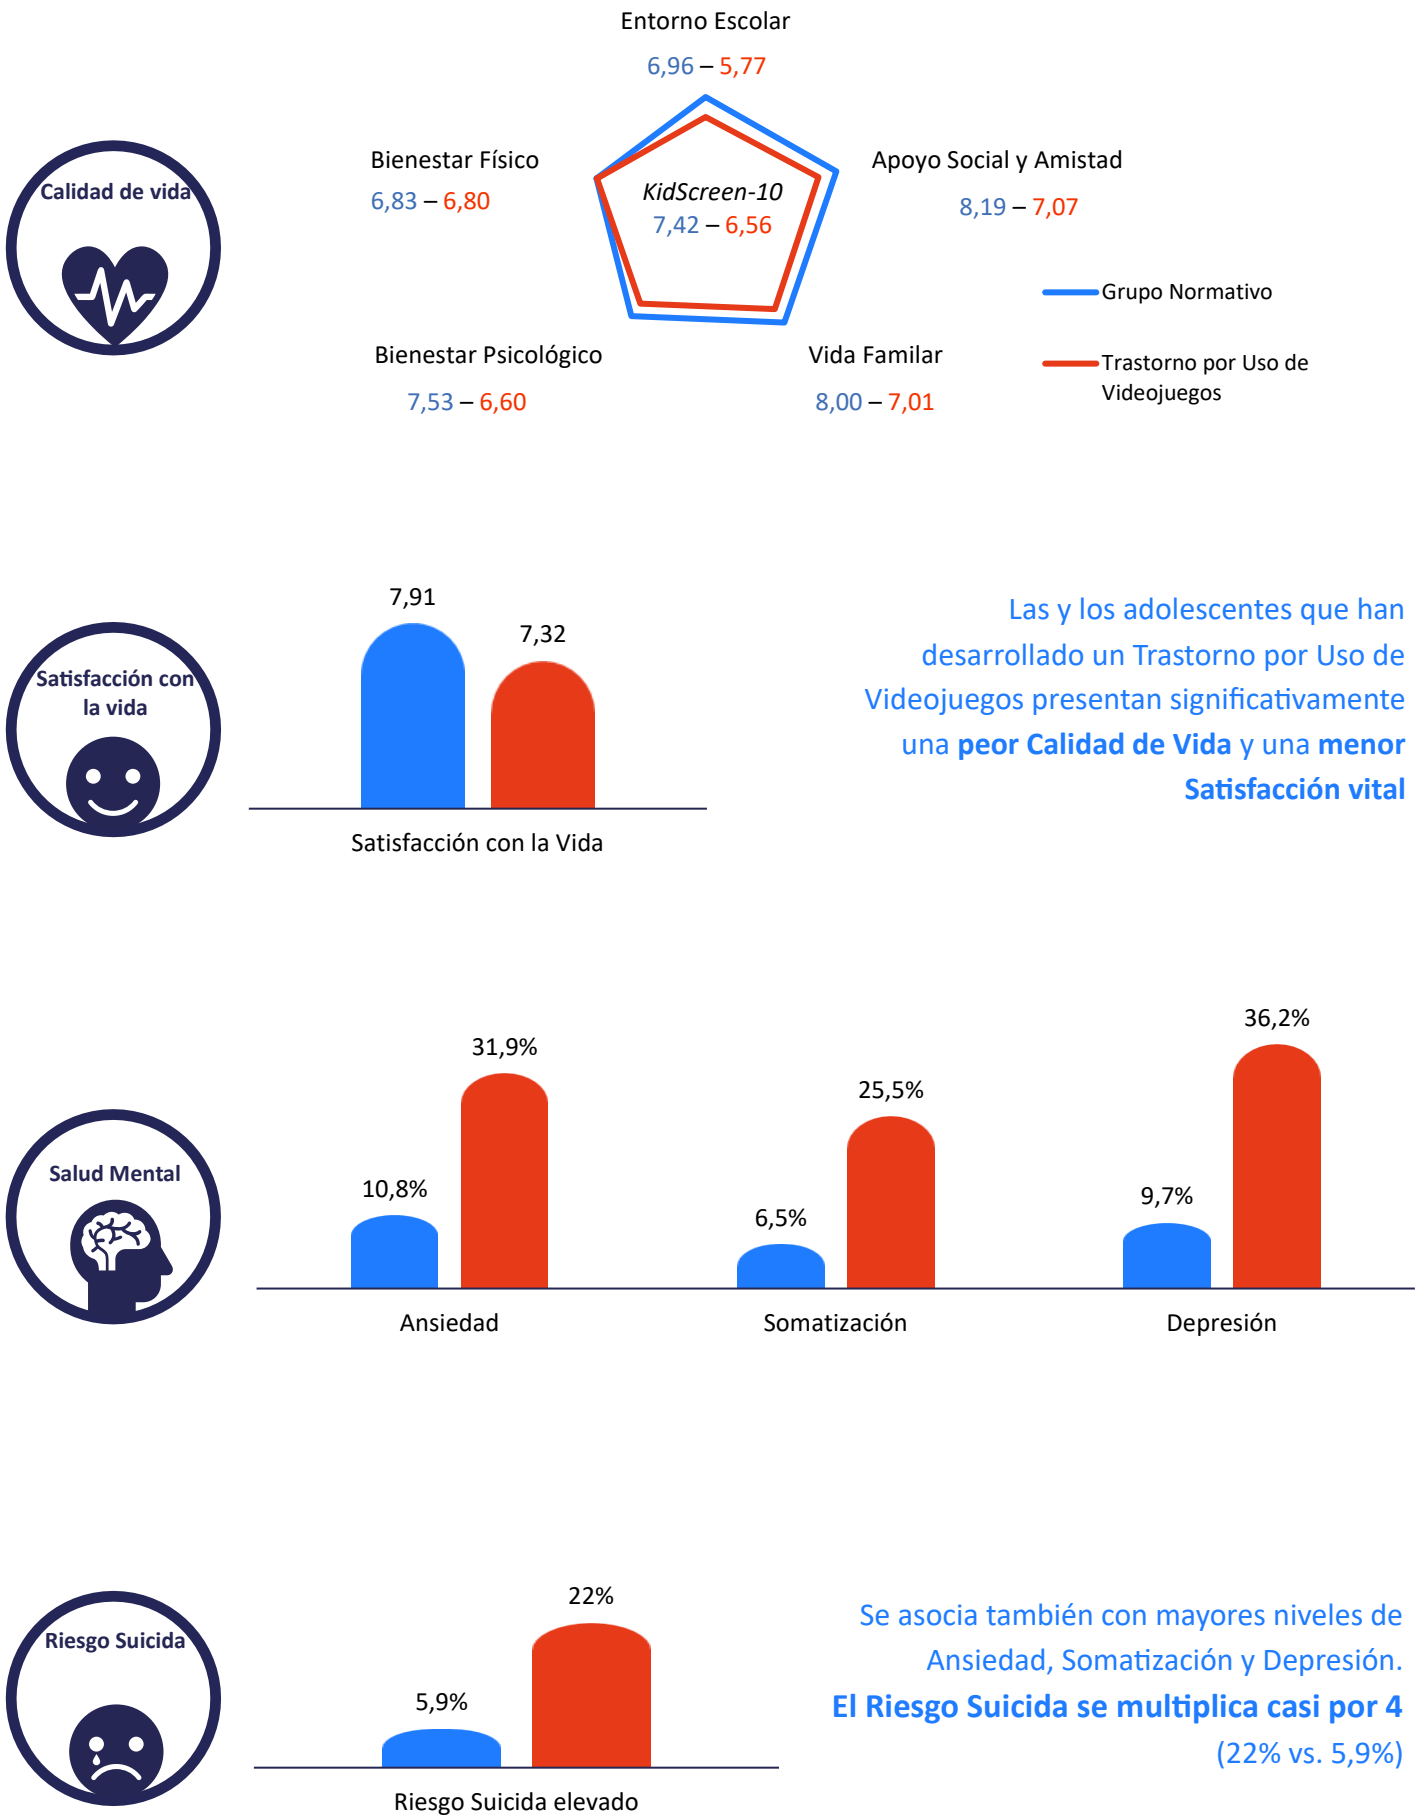 Entorno Escolar
6,96 – 5,77
Calidad de vida
Bienestar Físico
6,83 – 6,80
KidScreen-10
7,42 – 6,56
Apoyo Social y Amistad
8,19 – 7,07
Bienestar Psicológico
7,53 – 6,60
Vida Familar
8,00 – 7,01
Grupo Normativo
Trastorno por Uso de
Videojuegos
Satisfacción con
la vida
7,91
7,32
Satisfacción con la Vida
Las y los adolescentes que han
desarrollado un Trastorno por Uso de
Videojuegos presentan significativamente
una peor Calidad de Vida y una menor
Satisfacción vital
Salud Mental
10,8%
31,9%
Ansiedad
6,5%
25,5%
Somatización
9,7%
36,2%
Depresión
Riesgo Suicida
5,9%
22%
Riesgo Suicida elevado
Se asocia también con mayores niveles de
Ansiedad, Somatización y Depresión.
El Riesgo Suicida se multiplica casi por 4
(22% vs. 5,9%)